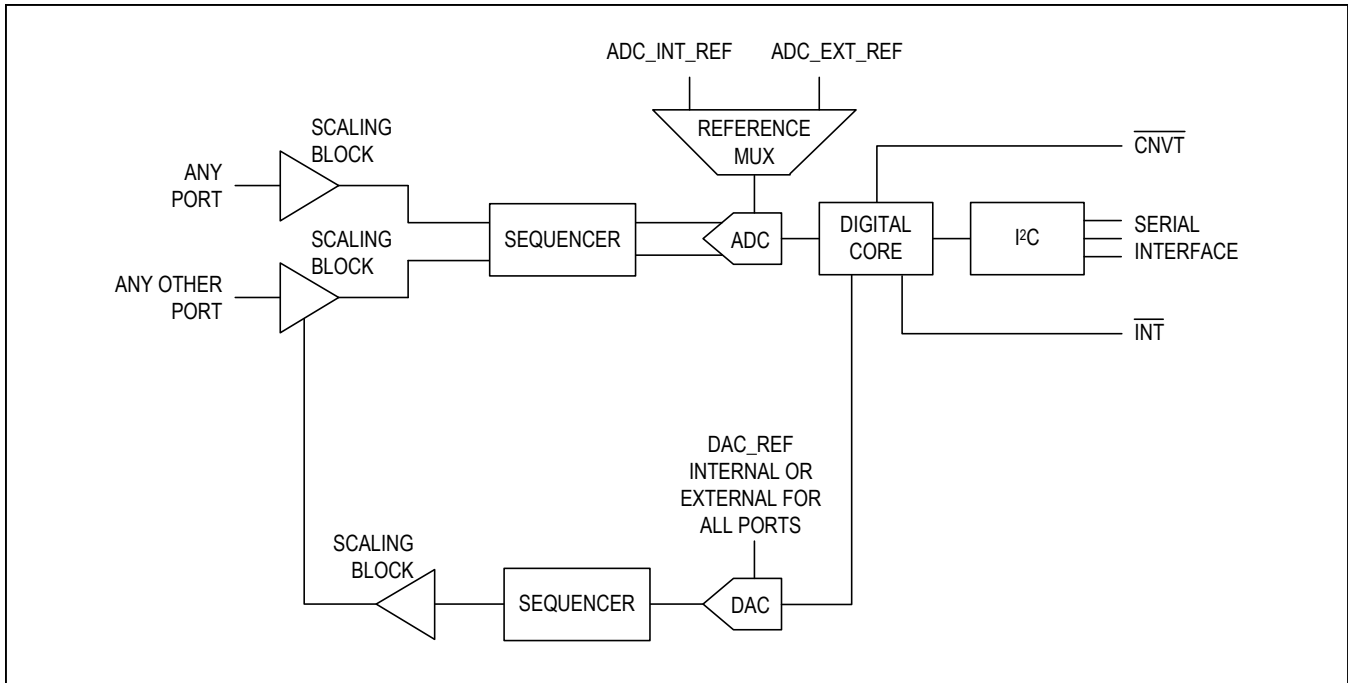 ADC_INT_REF
ADC_EXT_REF
SCALING
BLOCK
REFERENCE
MUX
CNVT
ANY
PORT
SEQUENCER
ADC
DIGITAL
CORE
I²C
SERIAL
INTERFACE
SCALING
BLOCK
ANY OTHER
PORT
INT
DAC_REF
INTERNAL OR
EXTERNAL FOR
ALL PORTS
SCALING
BLOCK
SEQUENCER
DAC